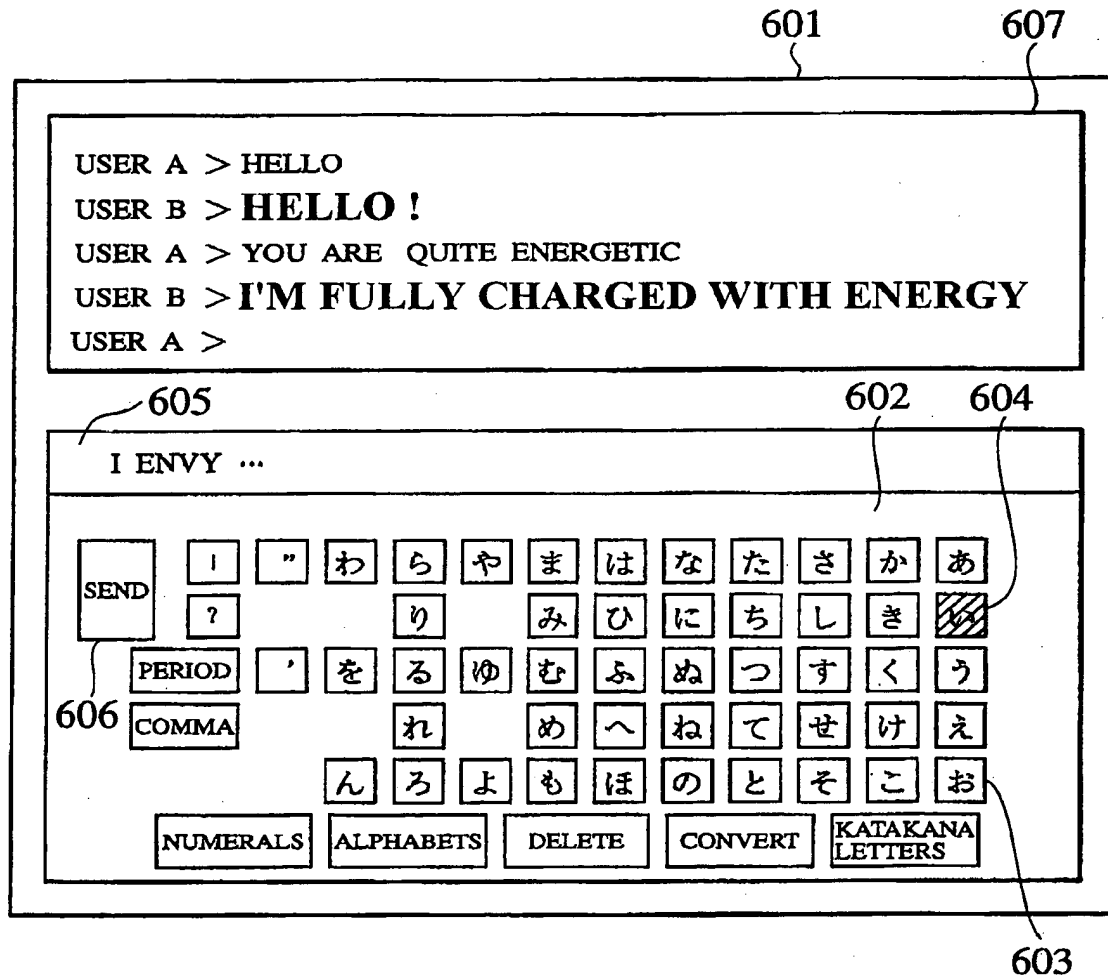 601
607
USER A > HELLO
USER B > HELLO !
USER A > YOU ARE QUITE ENERGETIC
USER B > I'M FULLY CHARGED WITH ENERGY
USER A >
605
602
604
I ENVY ...
SEND
| " わ ら や ま は な た さ か あ
? り み ひ に ち し き い
PERIOD ' を る ゆ む ふ ぬ つ す く う
606
COMMA れ め へ ね て せ け え
ん ろ よ も ほ の と そ こ お
NUMERALS ALPHABETS DELETE CONVERT KATAKANA LETTERS
603